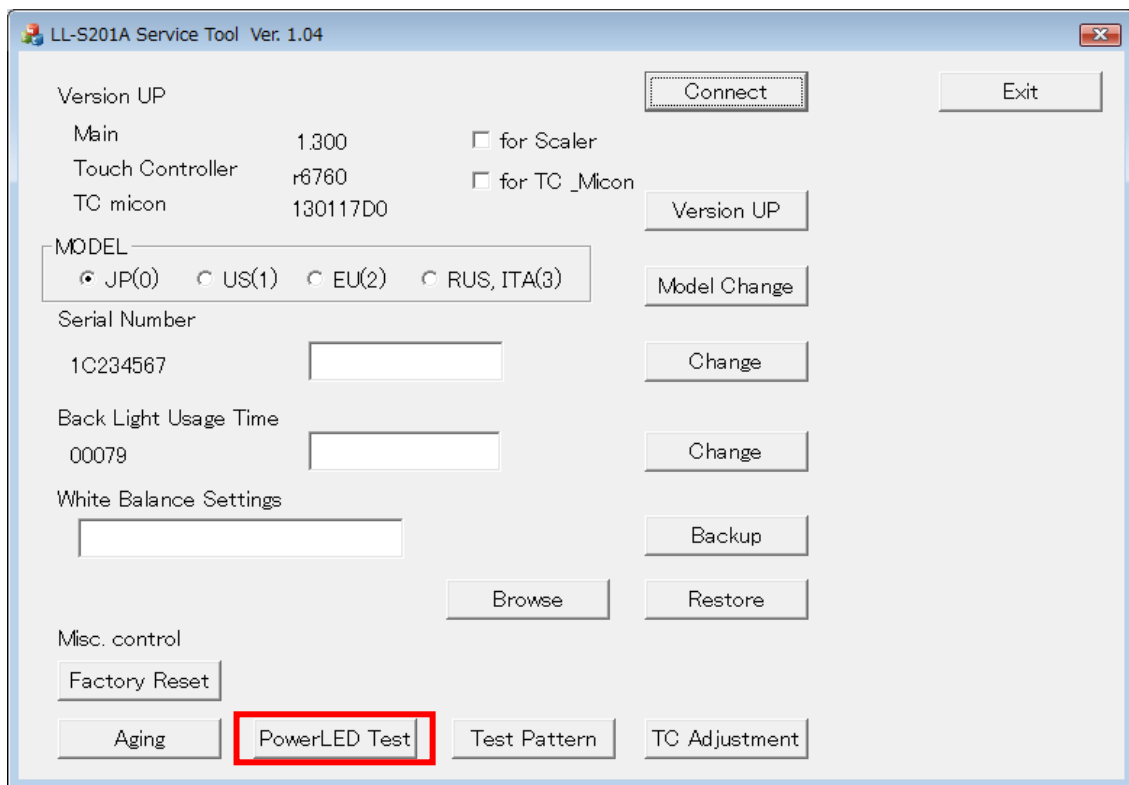 LL-S201A Service Tool Ver. 1.04
Connect
Exit
Version UP
Main 1.300
for Scaler
Touch Controller r6760
for TC _Micon
TC micon 130117D0
Version UP
MODEL
JP(0) US(1) EU(2) RUS, ITA(3)
Model Change
Serial Number
1C234567
Change
Back Light Usage Time
00079
Change
White Balance Settings
Backup
Browse
Restore
Misc. control
Factory Reset
Aging
PowerLED Test
Test Pattern
TC Adjustment